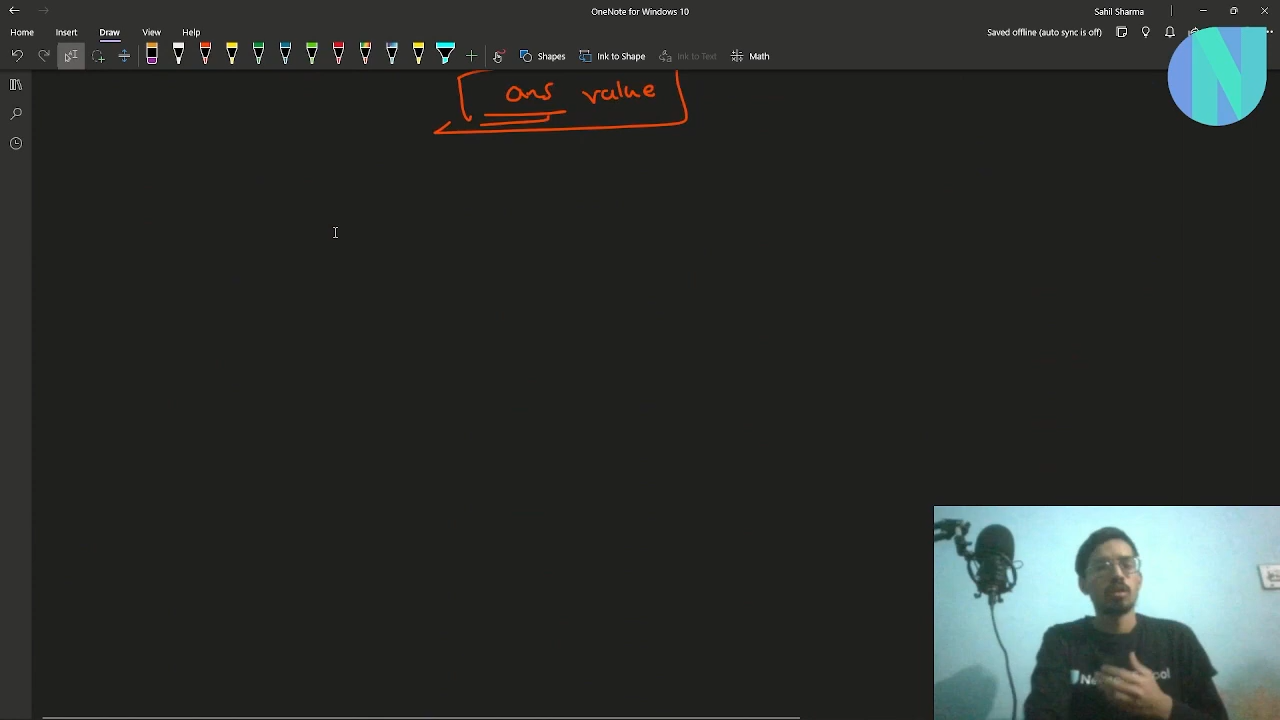 OneNote for Windows 10
Sahil Sharma
Home Insert Draw View Help
Saved offline (auto sync is off)
Shapes Ink to Shape Ink to Text Math
ans value